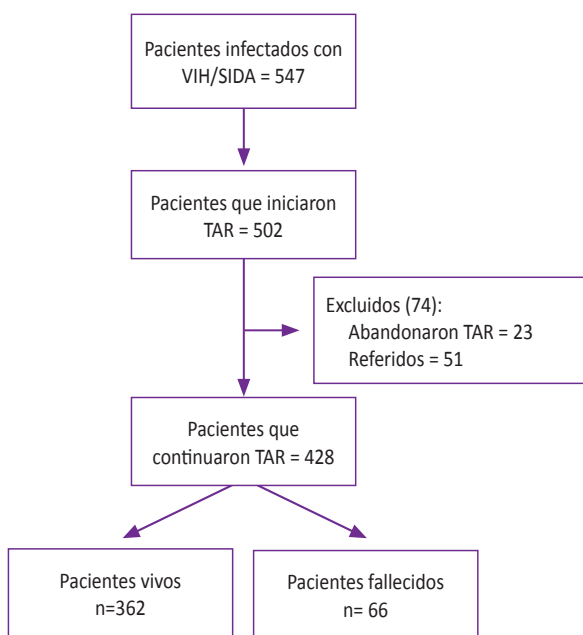 Pacientes infectados con
VIH/SIDA = 547
Pacientes que iniciaron
TAR = 502
Excluidos (74):
Abandonaron TAR = 23
Referidos = 51
Pacientes que
continuaron TAR = 428
Pacientes vivos
n=362
Pacientes fallecidos
n= 66